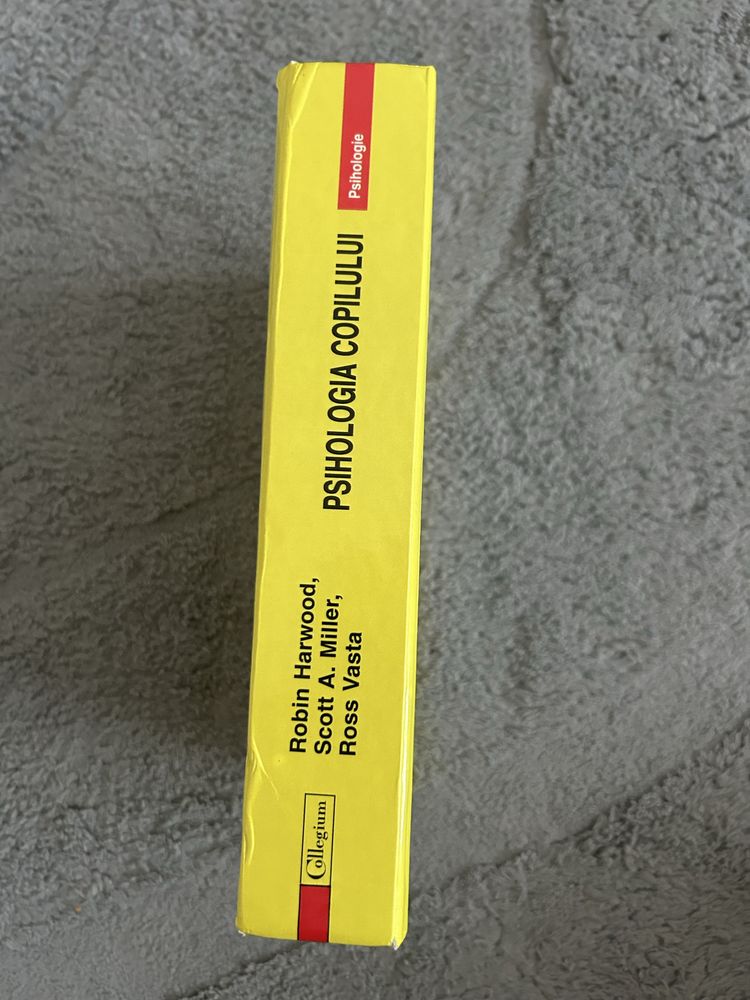 Psihologie
PSIHOLOGIA COPILULUI
Robin Harwood,
Scott A. Miller,
Ross Vasta
Collegium